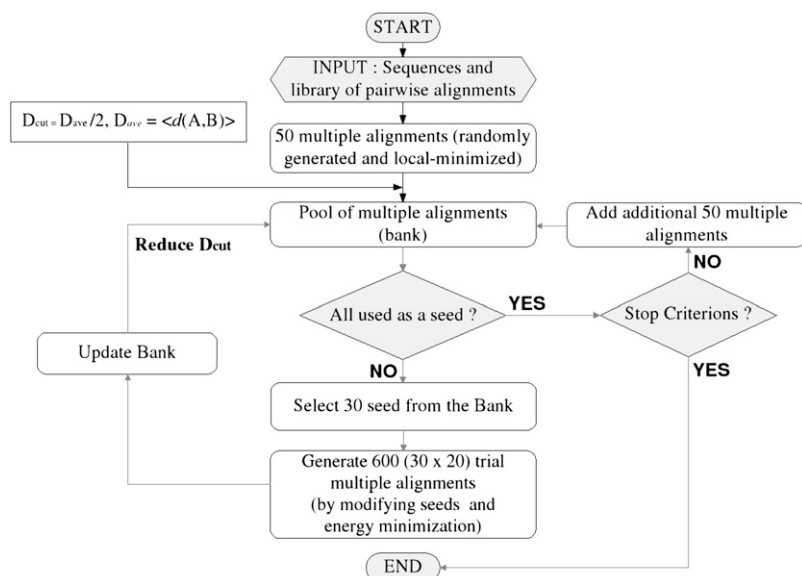 START
INPUT : Sequences and
library of pairwise alignments
Dcut = Dave /2, Dave = <d(A,B)>
50 multiple alignments (randomly
generated and local-minimized)
Pool of multiple alignments
(bank)
Add additional 50 multiple
alignments
Reduce Dcut
NO
All used as a seed ?
YES
Stop Criterions ?
Update Bank
NO
YES
Select 30 seed from the Bank
Generate 600 (30 x 20) trial
multiple alignments
(by modifying seeds and
energy minimization)
END